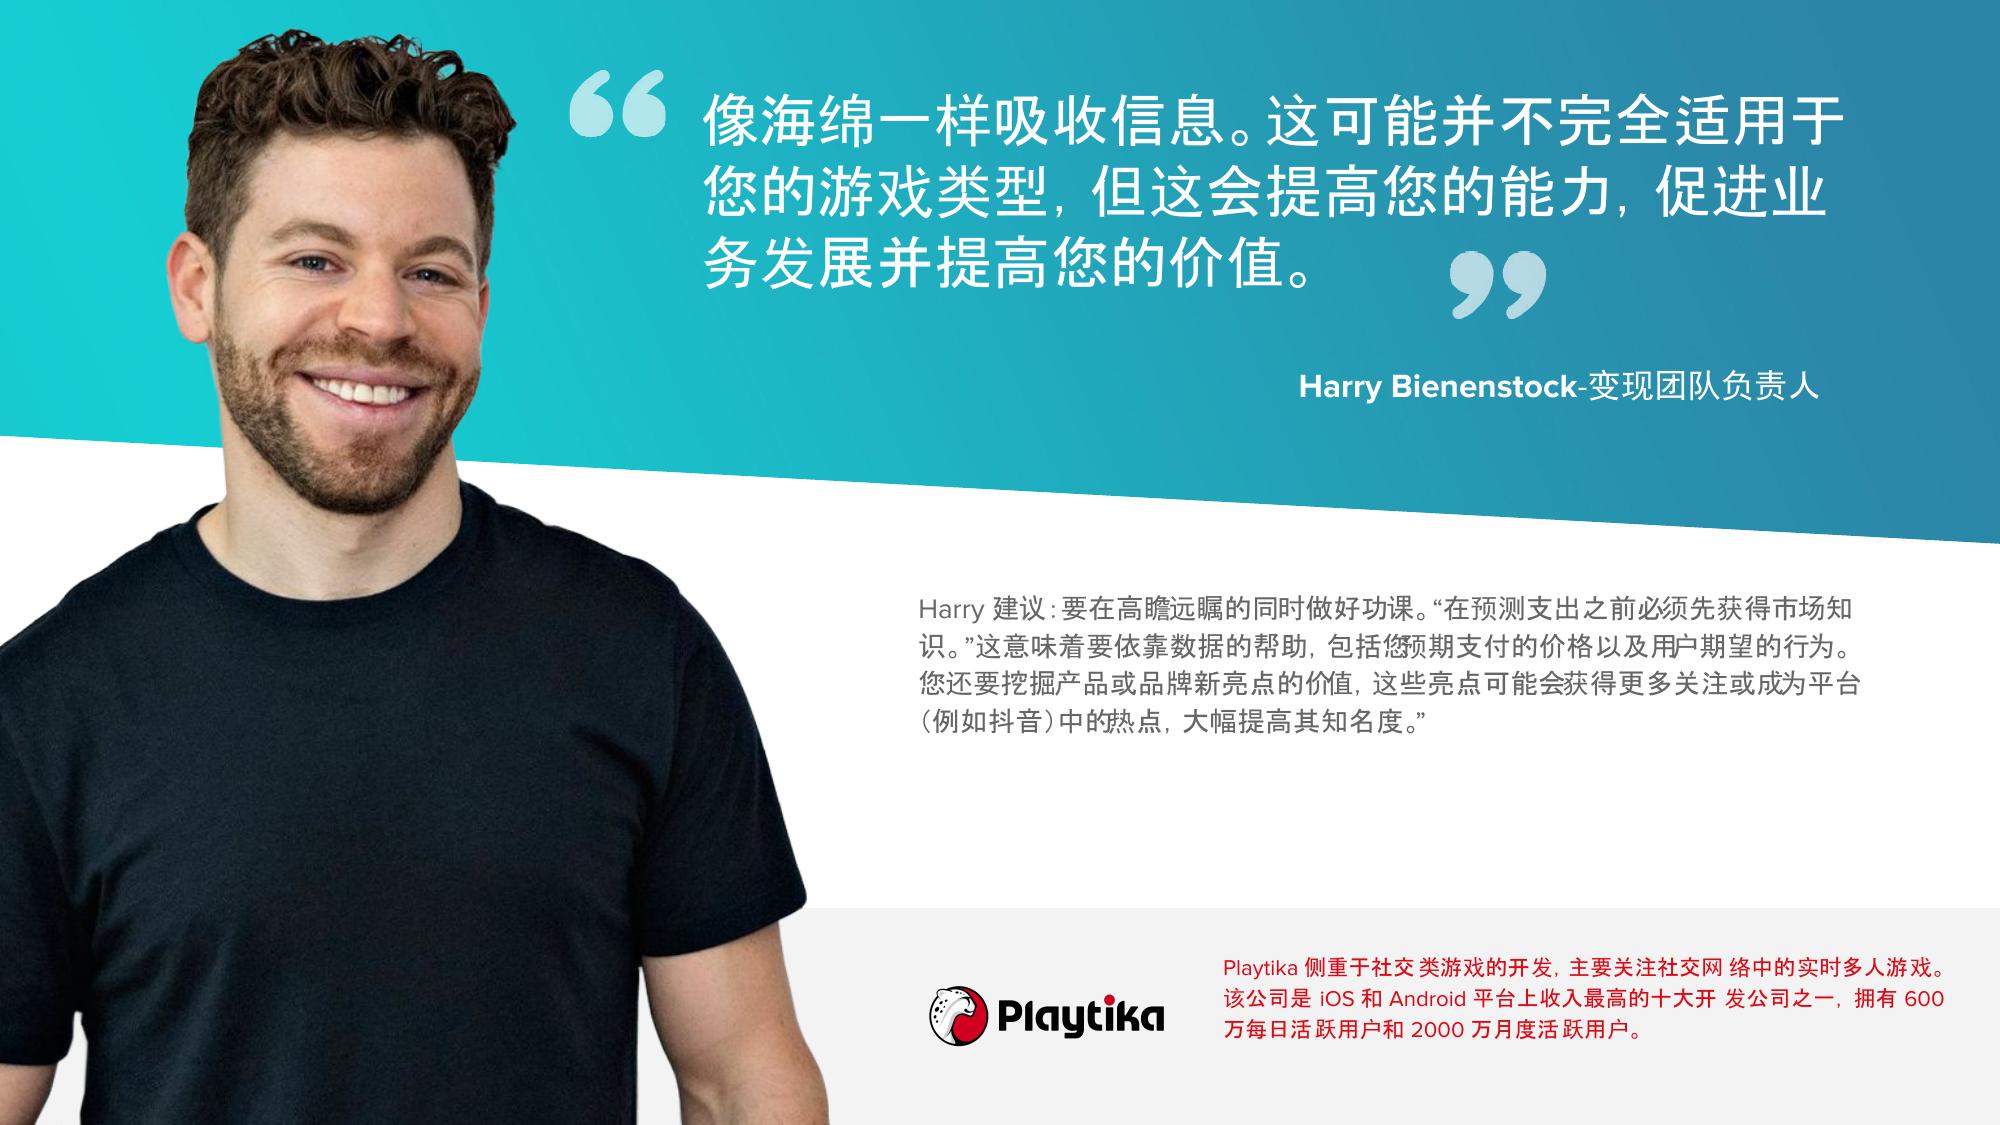 “像海绵一样吸收信息。这可能并不完全适用于
您的游戏类型, 但这会提高您的能力, 促进业
务发展并提高您的价值。”
Harry Bienenstock-变现团队负责人
Harry 建议:要在高瞻远瞩的同时做好功课。“在预测支出之前必须先获得市场知
识。”这意味着要依靠数据的帮助, 包括您预期支付的价格以及用户期望的行为。
您还要挖掘产品或品牌新亮点的价值, 这些亮点可能会获得更多关注或成为平台
(例如抖音)中的热点, 大幅提高其知名度。”
Playtika
Playtika 侧重于社交 类游戏的开发, 主要关注社交网 络中的实时多人游戏。
该公司是 iOS 和 Android 平台上收入最高的十大开 发公司之一, 拥有 600
万每日活 跃用户和 2000 万月度活 跃用户。